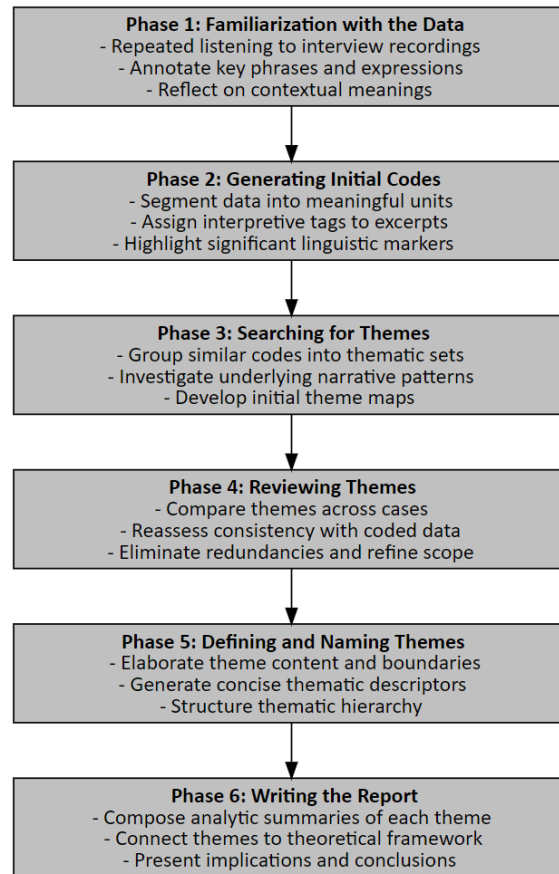 Phase 1: Familiarization with the Data
- Repeated listening to interview recordings
- Annotate key phrases and expressions
- Reflect on contextual meanings
Phase 2: Generating Initial Codes
- Segment data into meaningful units
- Assign interpretive tags to excerpts
- Highlight significant linguistic markers
Phase 3: Searching for Themes
- Group similar codes into thematic sets
- Investigate underlying narrative patterns
- Develop initial theme maps
Phase 4: Reviewing Themes
- Compare themes across cases
- Reassess consistency with coded data
- Eliminate redundancies and refine scope
Phase 5: Defining and Naming Themes
- Elaborate theme content and boundaries
- Generate concise thematic descriptors
- Structure thematic hierarchy
Phase 6: Writing the Report
- Compose analytic summaries of each theme
- Connect themes to theoretical framework
- Present implications and conclusions